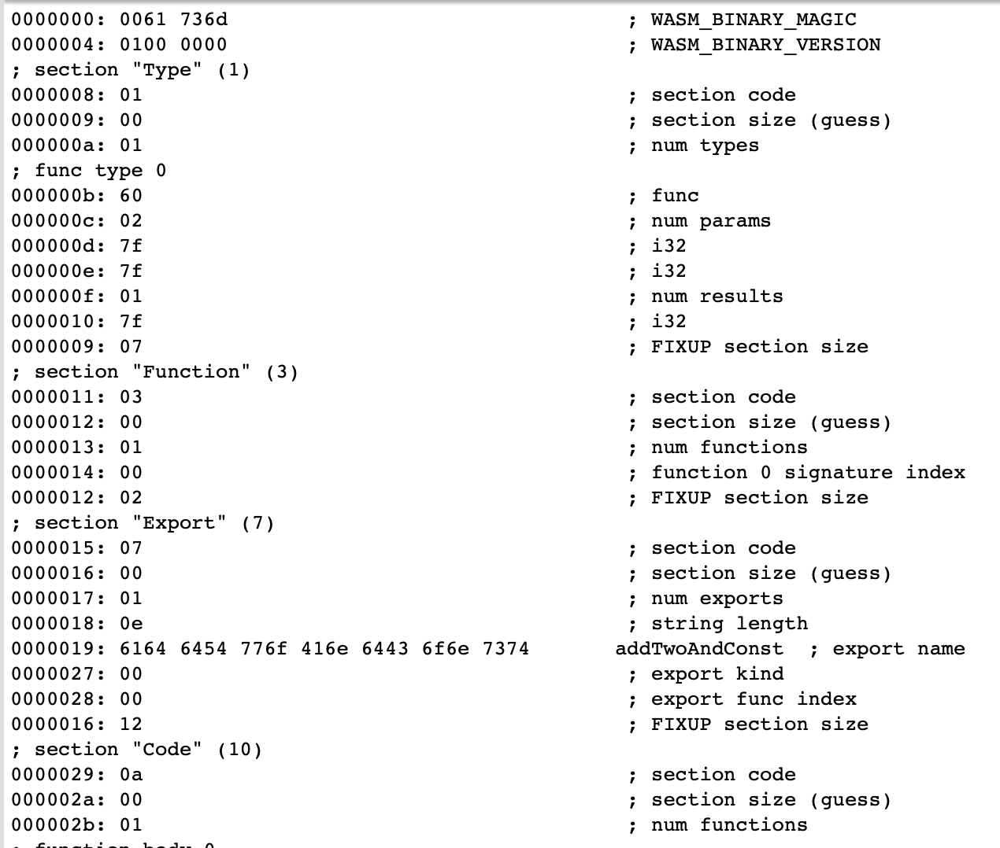 0000000: 0061 736d ; WASM_BINARY_MAGIC
0000004: 0100 0000 ; WASM_BINARY_VERSION
; section "Type" (1)
0000008: 01 ; section code
0000009: 00 ; section size (guess)
000000a: 01 ; num types
; func type 0
000000b: 60 ; func
000000c: 02 ; num params
000000d: 7f ; i32
000000e: 7f ; i32
000000f: 01 ; num results
0000010: 7f ; i32
0000009: 07 ; FIXUP section size
; section "Function" (3)
0000011: 03 ; section code
0000012: 00 ; section size (guess)
0000013: 01 ; num functions
0000014: 00 ; function 0 signature index
0000012: 02 ; FIXUP section size
; section "Export" (7)
0000015: 07 ; section code
0000016: 00 ; section size (guess)
0000017: 01 ; num exports
0000018: 0e ; string length
0000019: 6164 6454 776f 416e 6443 6f6e 7374 addTwoAndConst ; export name
0000027: 00 ; export kind
0000028: 00 ; export func index
0000016: 12 ; FIXUP section size
; section "Code" (10)
0000029: 0a ; section code
000002a: 00 ; section size (guess)
000002b: 01 ; num functions
; function body 0